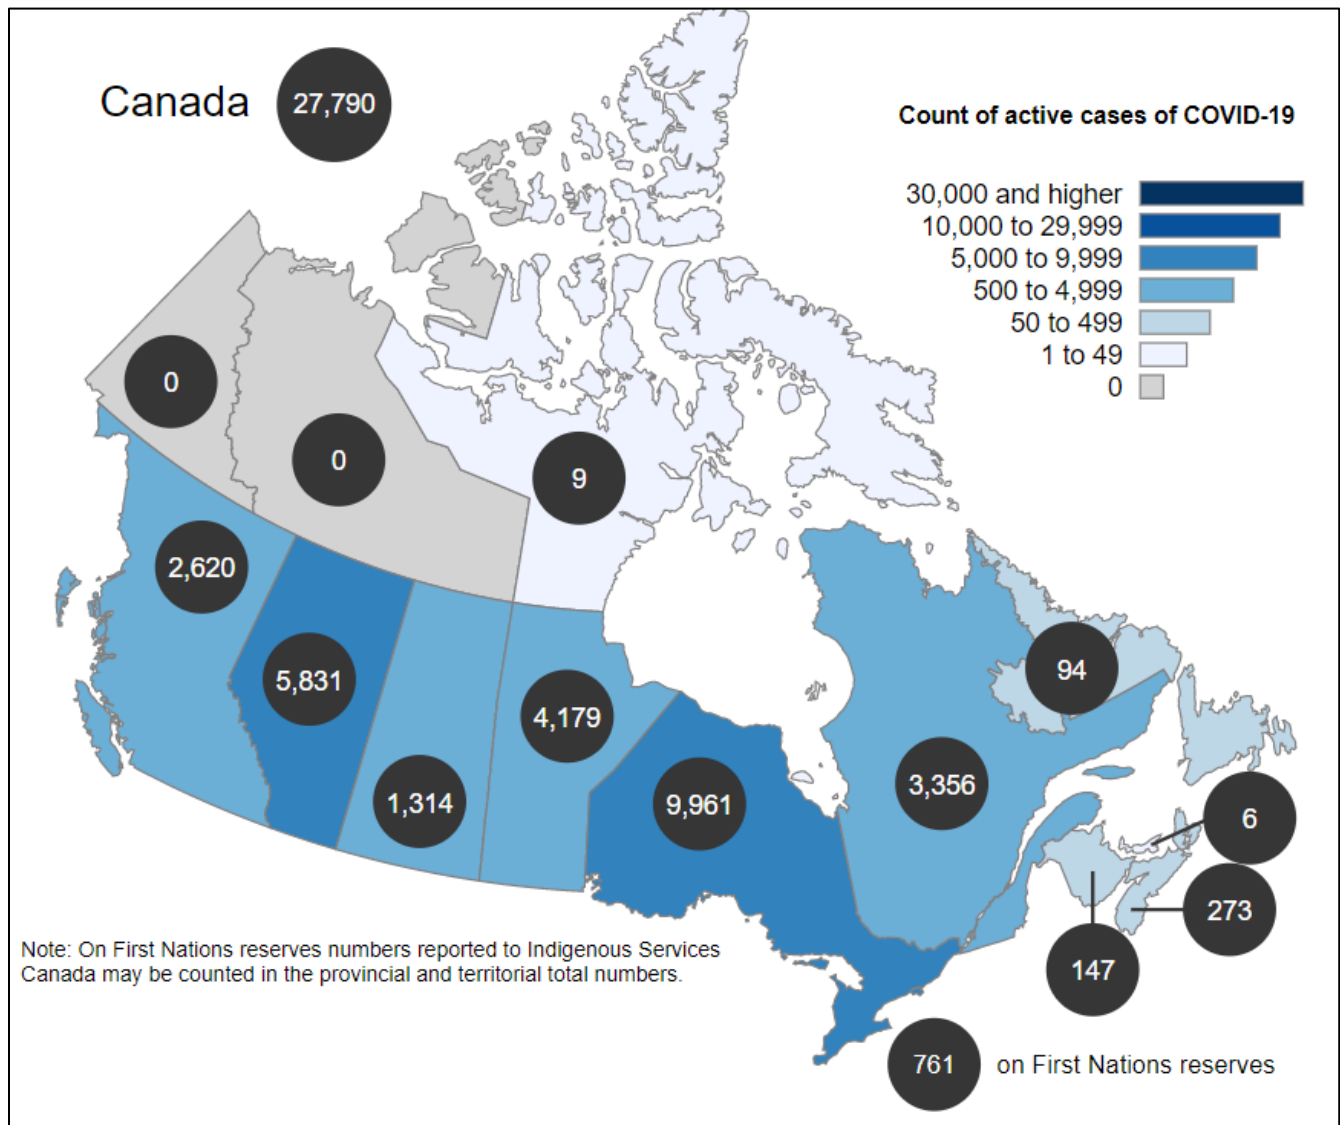 Canada
27,790
Count of active cases of COVID-19
30,000 and higher
10,000 to 29,999
5,000 to 9,999
500 to 4,999
50 to 499
1 to 49
0
0
0
9
2,620
5,831
1,314
4,179
9,961
3,356
94
6
273
147
Note: On First Nations reserves numbers reported to Indigenous Services
Canada may be counted in the provincial and territorial total numbers.
761
on First Nations reserves